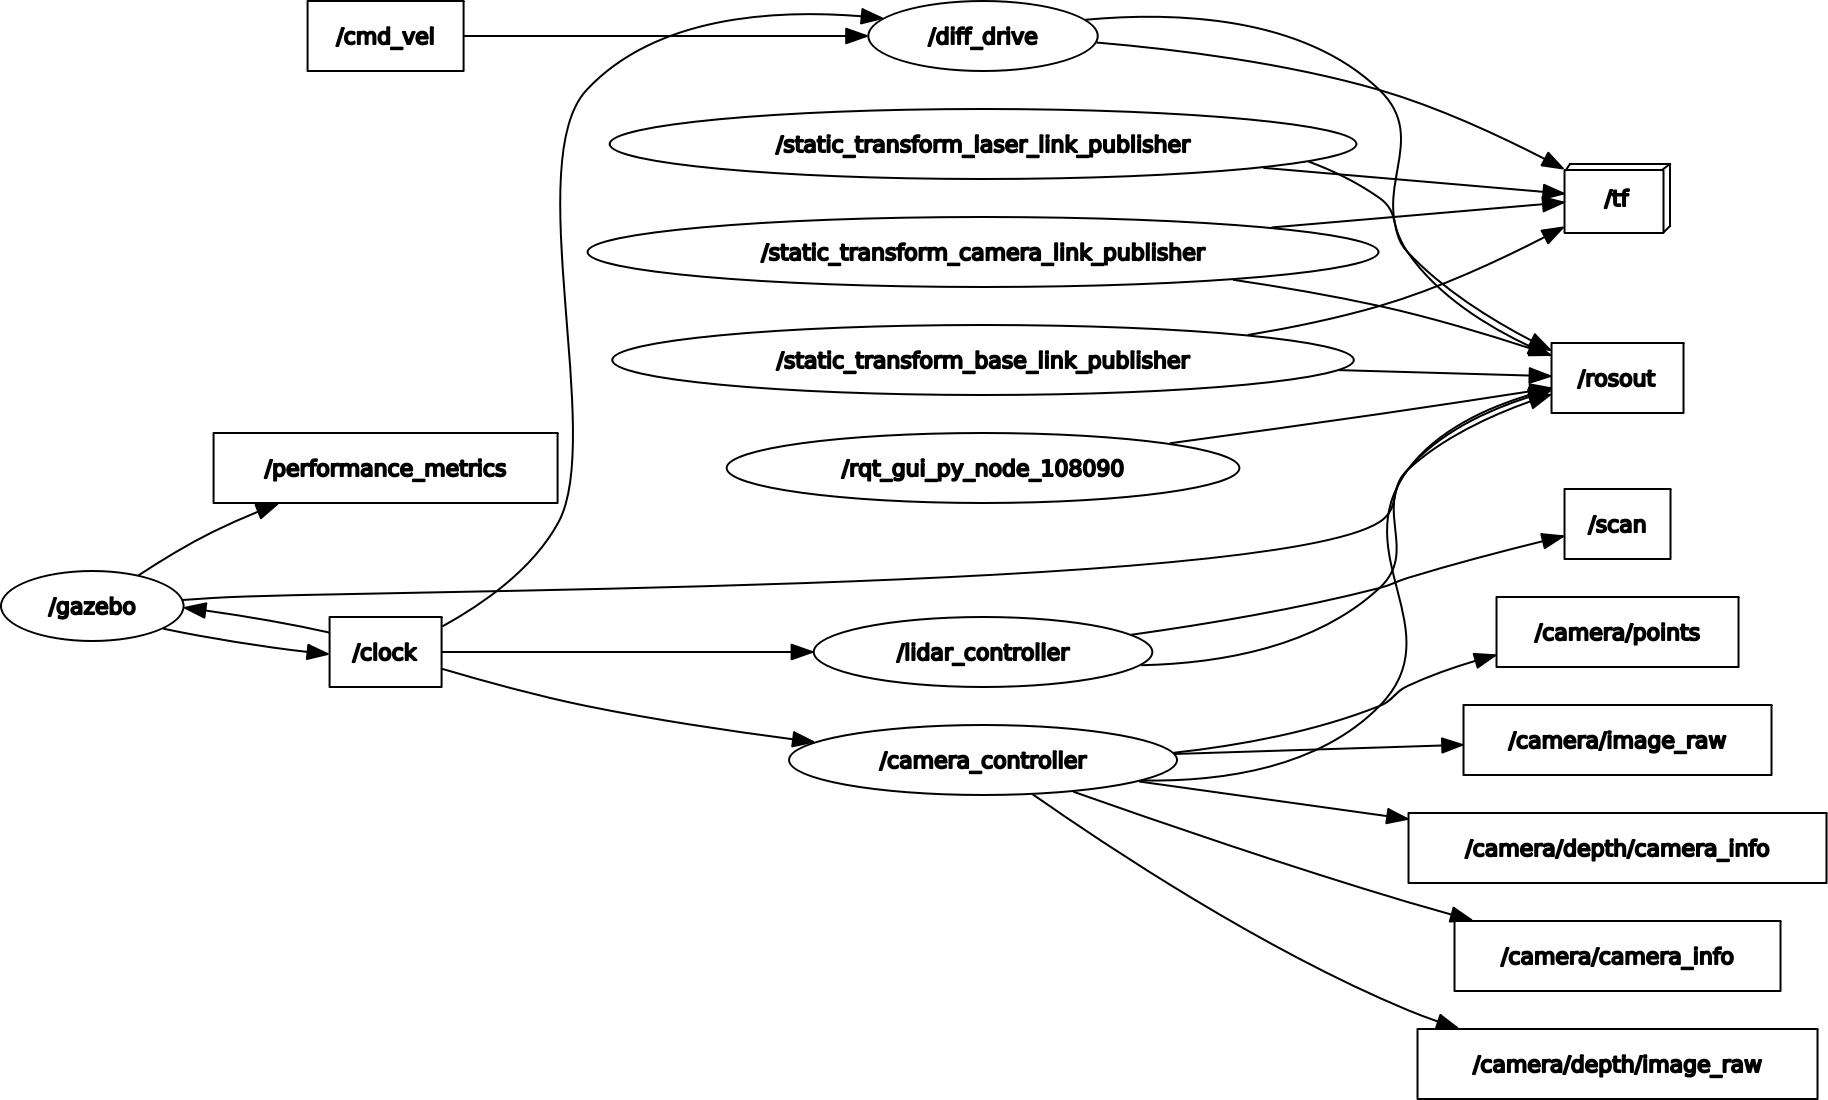 /cmd_vel
/diff_drive
/static_transform_laser_link_publisher
/tf
/static_transform_camera_link_publisher
/static_transform_base_link_publisher
/rosout
/performance_metrics
/rqt_gui_py_node_108090
/scan
/gazebo
/clock
/lidar_controller
/camera/points
/camera_controller
/camera/image_raw
/camera/depth/camera_info
/camera/camera_info
/camera/depth/image_raw